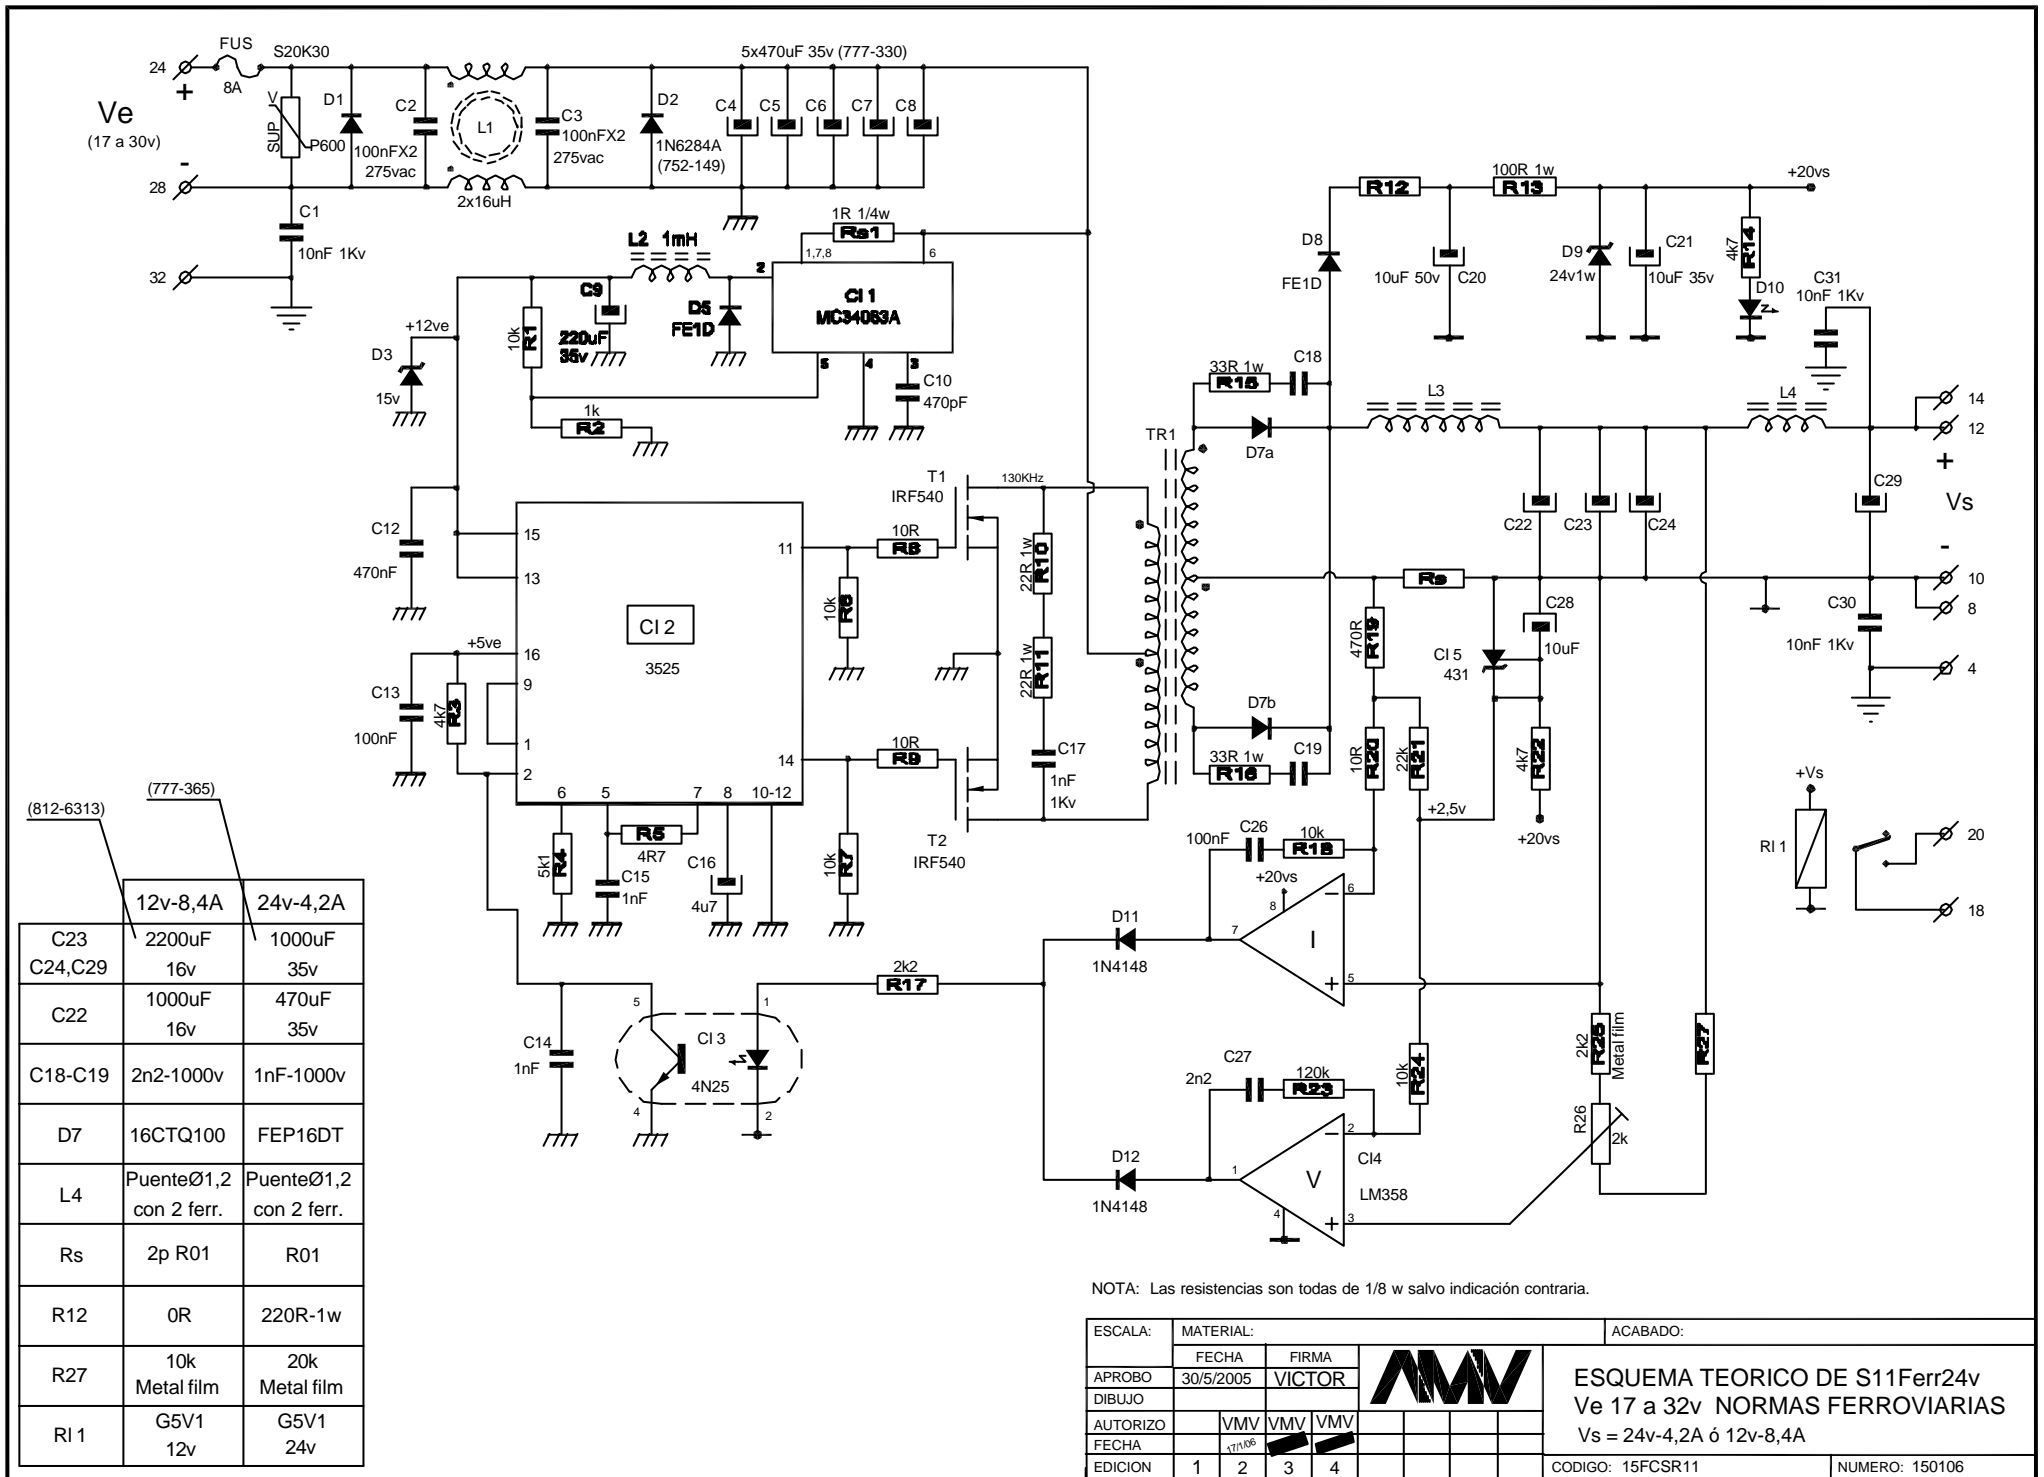 FUS
S20K30
5x470uF 35v (777-330)
24
8A
+
Ve
(17 a 30v)
-
28
V
SUP
P600
D1
C2
100nFX2
275vac
L1
2x16uH
C3
100nFX2
275vac
D2
1N6284A
(752-149)
C4
C5
C6
C7
C8
C1
10nF 1Kv
32
1R 1/4w
Rs1
1,7,8
6
L2 1mH
2
C9
220uF
35v
D5
FE1D
CI 1
MC34063A
5
4
3
C10
470pF
+12ve
D3
15v
10k
R1
1k
R2
R12
100R 1w
R13
+20vs
D8
FE1D
10uF 50v
C20
D9
24v1w
C21
10uF 35v
4k7
R14
D10
C31
10nF 1Kv
33R 1w
R15
C18
TR1
D7a
L3
L4
14
12
+
Vs
-
10
8
4
C22
C23
C24
C29
C30
10nF 1Kv
C12
470nF
15
13
+5ve
16
9
1
2
C13
100nF
4k7
R3
CI 2
3525
11
14
6
5
7
8
10-12
T1
IRF540
130KHz
10R
R8
10k
R6
22R 1w
R10
22R 1w
R11
10R
R9
C17
1nF
1Kv
T2
IRF540
10k
R7
5k1
R4
R5
4R7
C15
1nF
C16
4u7
Rs
470R
R19
CI 5
431
C28
10uF
D7b
33R 1w
R16
C19
10R
R20
22k
R21
4k7
R22
+2,5v
+20vs
100nF
C26
10k
R18
+20vs
8
6
7
I
5
D11
1N4148
2k2
R17
C14
1nF
5
4
CI 3
4N25
1
2
C27
2n2
120k
R23
10k
R24
2
1
V
3
4
CI4
LM358
D12
1N4148
2k2
R25
Metal film
R27
R26
2k
+Vs
Rl 1
20
18
(777-365)
(812-6313)
12v-8,4A 24v-4,2A
C23 2200uF 1000uF
C24,C29 16v 35v
C22 1000uF 470uF
16v 35v
C18-C19 2n2-1000v 1nF-1000v
D7 16CTQ100 FEP16DT
L4 PuenteØ1,2 PuenteØ1,2
con 2 ferr. con 2 ferr.
Rs 2p R01 R01
R12 0R 220R-1w
R27 10k 20k
Metal film Metal film
Rl 1 G5V1 G5V1
12v 24v
NOTA: Las resistencias son todas de 1/8 w salvo indicación contraria.
ESCALA: MATERIAL: ACABADO:
FECHA FIRMA
APROBO 30/5/2005 VICTOR
DIBUJO
AUTORIZO VMV VMV VMV
FECHA 17/1/06
EDICION 1 2 3 4
AMV
ESQUEMA TEORICO DE S11Ferr24v
Ve 17 a 32v NORMAS FERROVIARIAS
Vs = 24v-4,2A ó 12v-8,4A
CODIGO: 15FCSR11 NUMERO: 150106